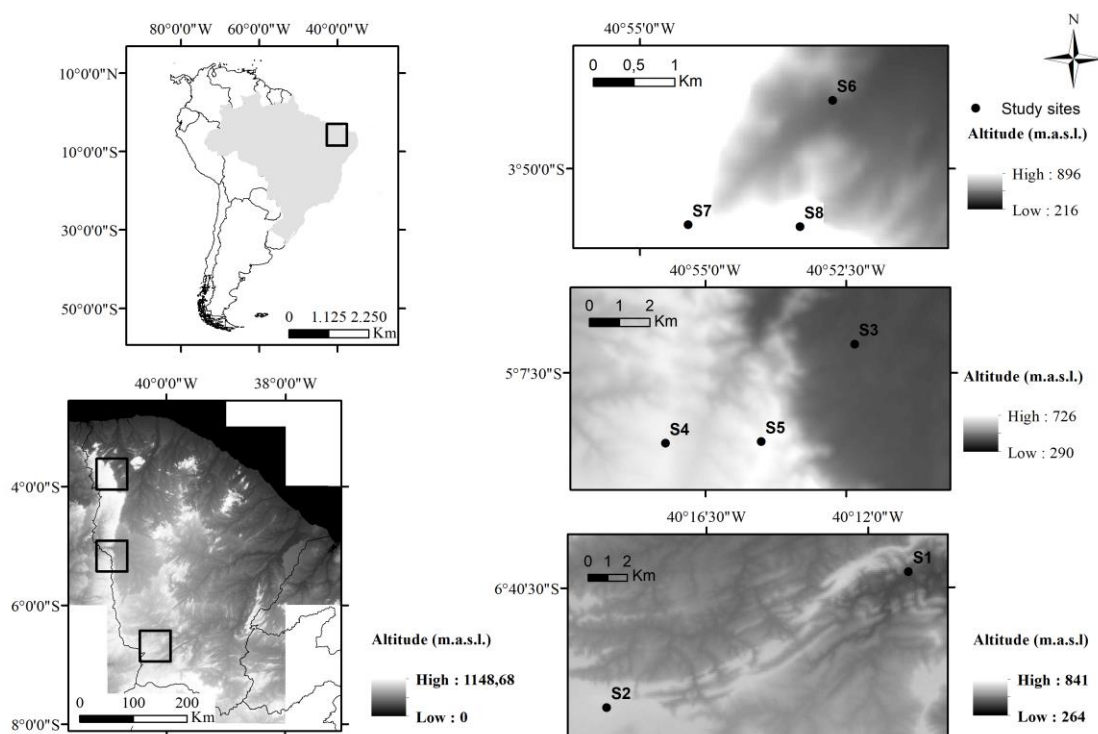 80°0'0"W 60°0'0"W 40°0'0"W
10°0'0"N
10°0'0"S
30°0'0"S
50°0'0"S
0 1.125 2.250
Km
40°0'0"W 38°0'0"W
4°0'0"S
6°0'0"S
8°0'0"S
0 100 200
Km
Altitude (m.a.s.l.)
High : 1148,68
Low : 0
40°55'0"W
0 0,5 1
Km
3°50'0"S
S6
S7
S8
N
Study sites
Altitude (m.a.s.l.)
High : 896
Low : 216
40°55'0"W 40°52'30"W
0 1 2
Km
5°7'30"S
S3
S4
S5
Altitude (m.a.s.l.)
High : 726
Low : 290
40°16'30"W 40°12'0"W
0 1 2
Km
6°40'30"S
S1
S2
Altitude (m.a.s.l)
High : 841
Low : 264